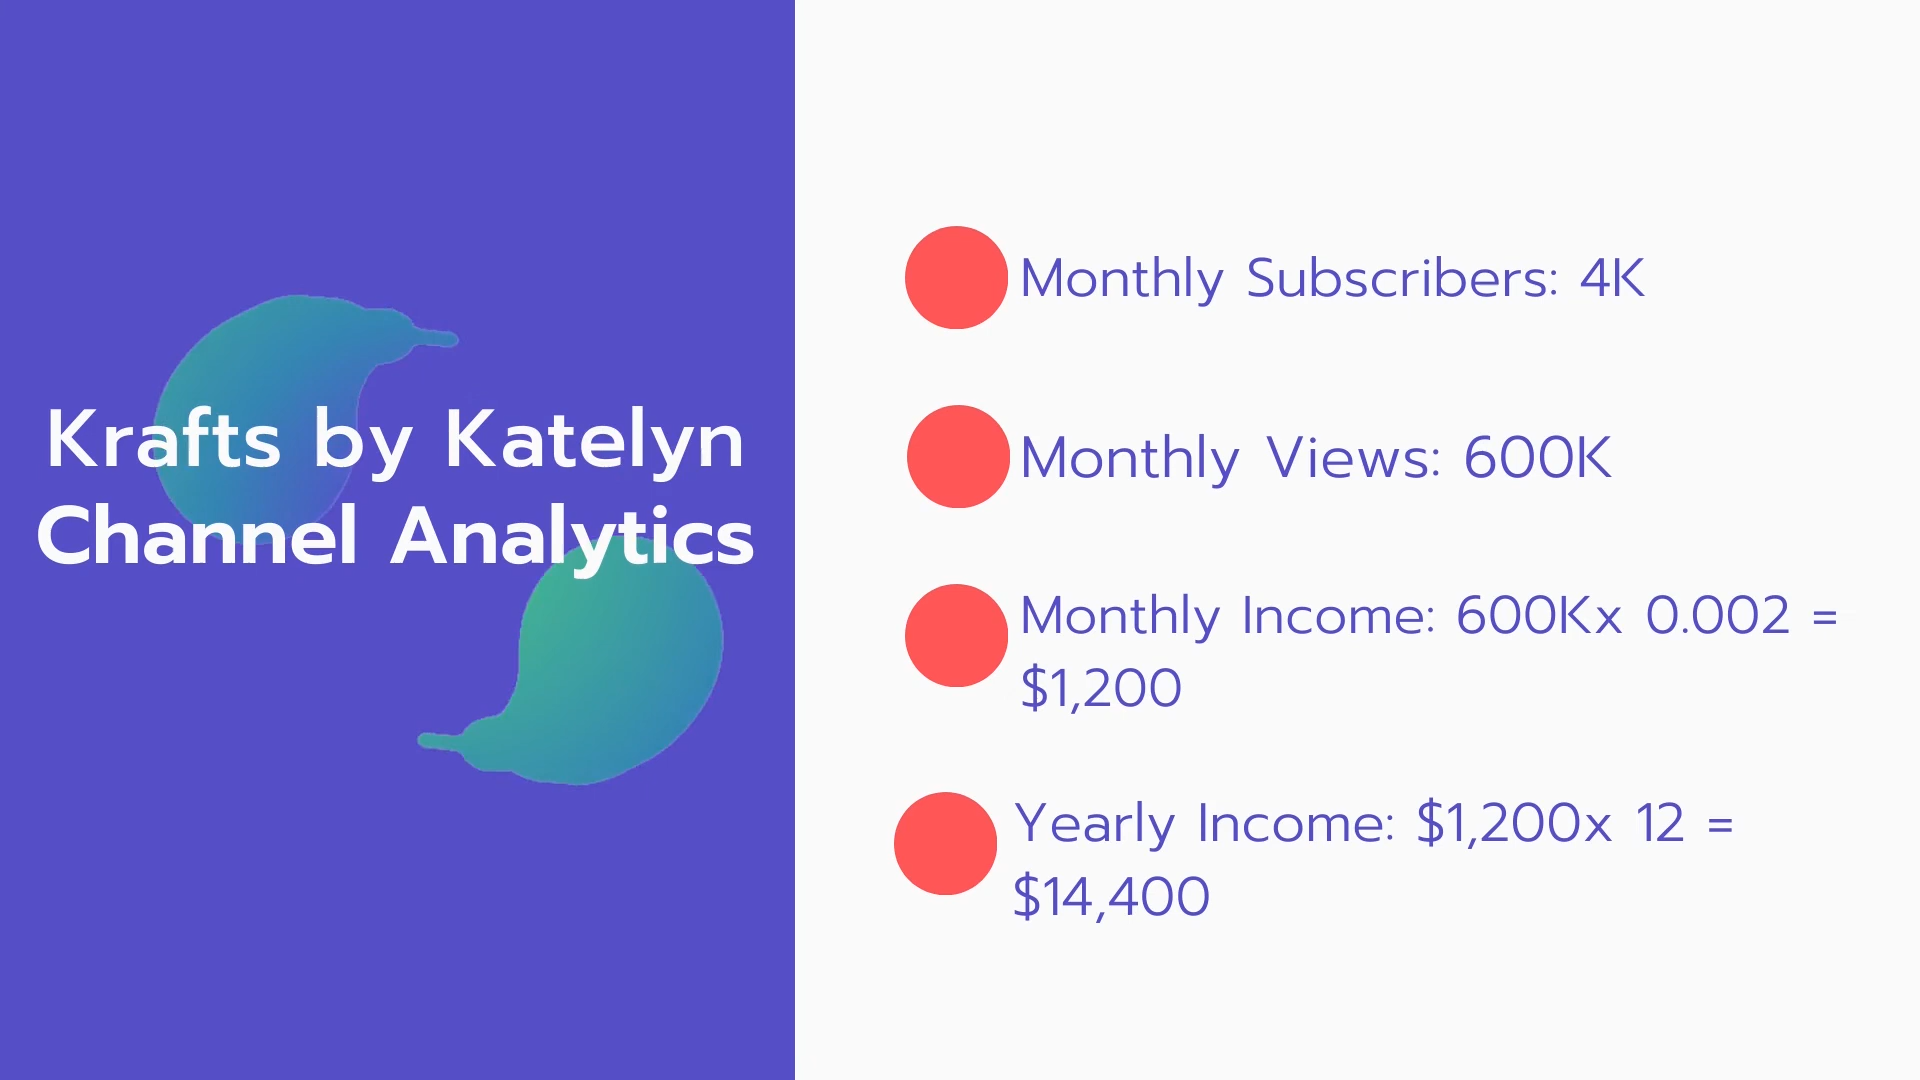 Krafts by Katelyn
Channel Analytics
Monthly Subscribers: 4K
Monthly Views: 600K
Monthly Income: 600Kx 0.002 =
$1,200
Yearly Income: $1,200x 12 =
$14,400